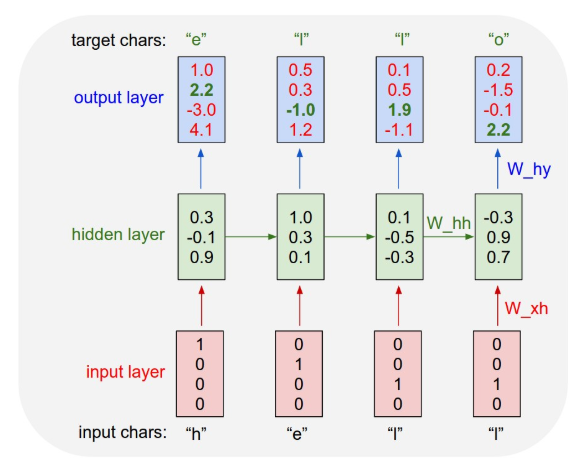 target chars: “e” “l” “l” “o”
output layer
1.0 0.5 0.1 0.2
2.2 0.3 0.5 -1.5
-3.0 -1.0 1.9 -0.1
4.1 1.2 -1.1 2.2
W_hy
hidden layer
0.3 1.0 0.1 -0.3
-0.1 0.3 -0.5 0.9
0.9 0.1 -0.3 0.7
W_hh
W_xh
input layer
1 0 0 0
0 1 0 0
0 0 1 1
0 0 0 0
input chars: “h” “e” “l” “l”